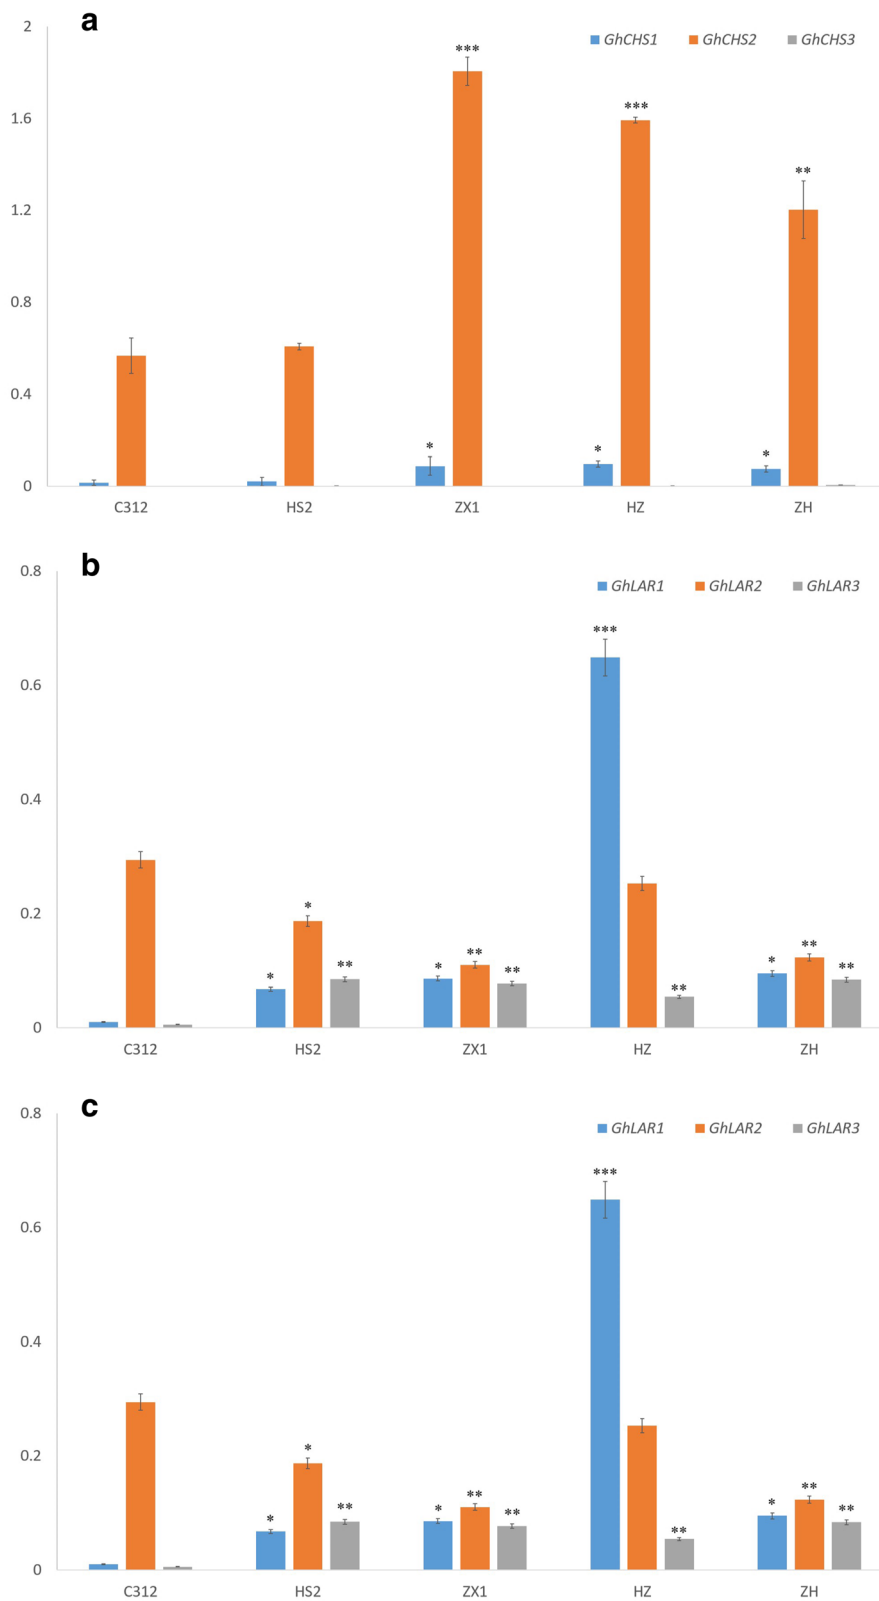 a
GhCHS1 GhCHS2 GhCHS3
2
1.6
1.2
0.8
0.4
0
***
***
**
* * *
C312 HS2 ZX1 HZ ZH
b
GhLAR1 GhLAR2 GhLAR3
0.8
0.6
0.4
0.2
0
***
* * ** * ** ** ** * ** **
C312 HS2 ZX1 HZ ZH
c
GhLAR1 GhLAR2 GhLAR3
0.8
0.6
0.4
0.2
0
***
* * ** * ** ** ** * ** **
C312 HS2 ZX1 HZ ZH